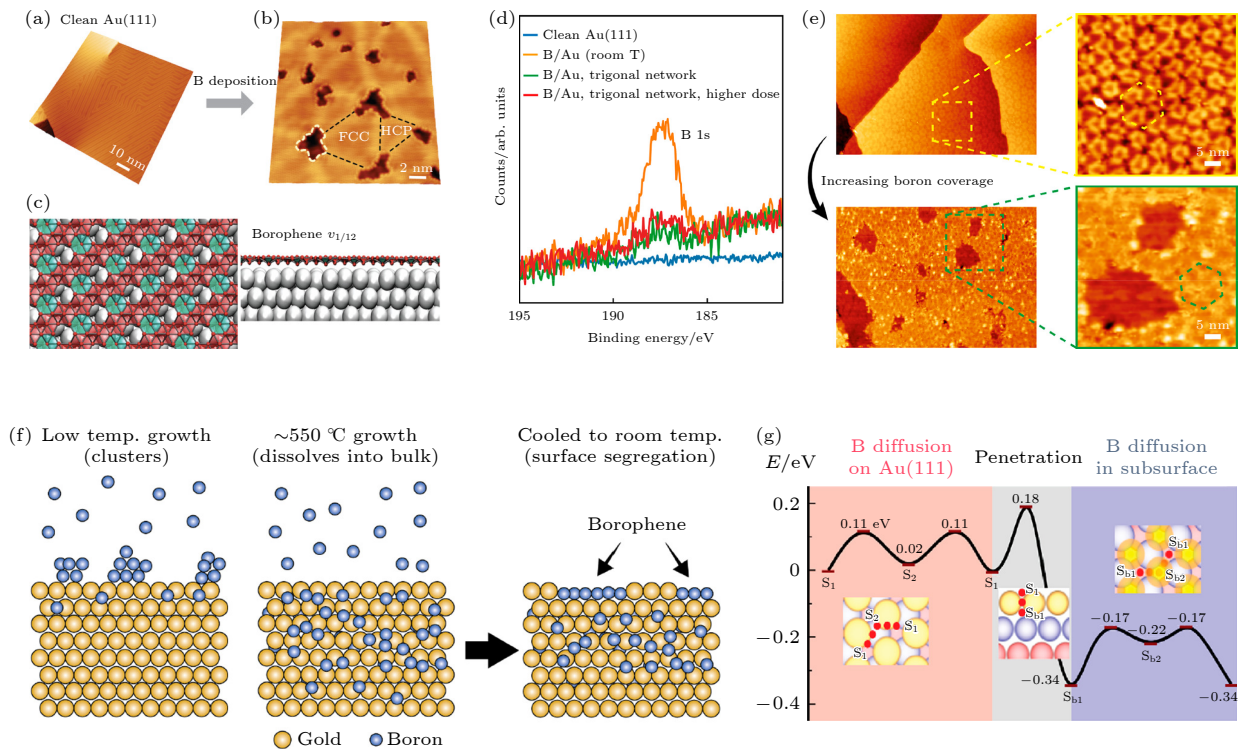 (a) Clean Au(111)
10 nm
B deposition
(b)
FCC
HCP
2 nm
(c)
Borophene v1/12
(d)
Clean Au(111)
B/Au (room T)
B/Au, trigonal network
B/Au, trigonal network, higher dose
B 1s
Counts/arb. units
195
190
185
Binding energy/eV
(e)
5 nm
Increasing boron coverage
5 nm
(f)
Low temp. growth
(clusters)
~550 °C growth
(dissolves into bulk)
Cooled to room temp.
(surface segregation)
Borophene
Gold
Boron
(g)
E/eV
B diffusion
on Au(111)
Penetration
B diffusion
in subsurface
0.2
0
−0.2
−0.4
S1
0.11 eV
0.02
S2
0.11
S1
0.18
S2
S1
S1
S1
Sb1
Sb1
Sb1
Sb2
−0.34
Sb1
−0.17
−0.22
Sb2
−0.17
−0.34